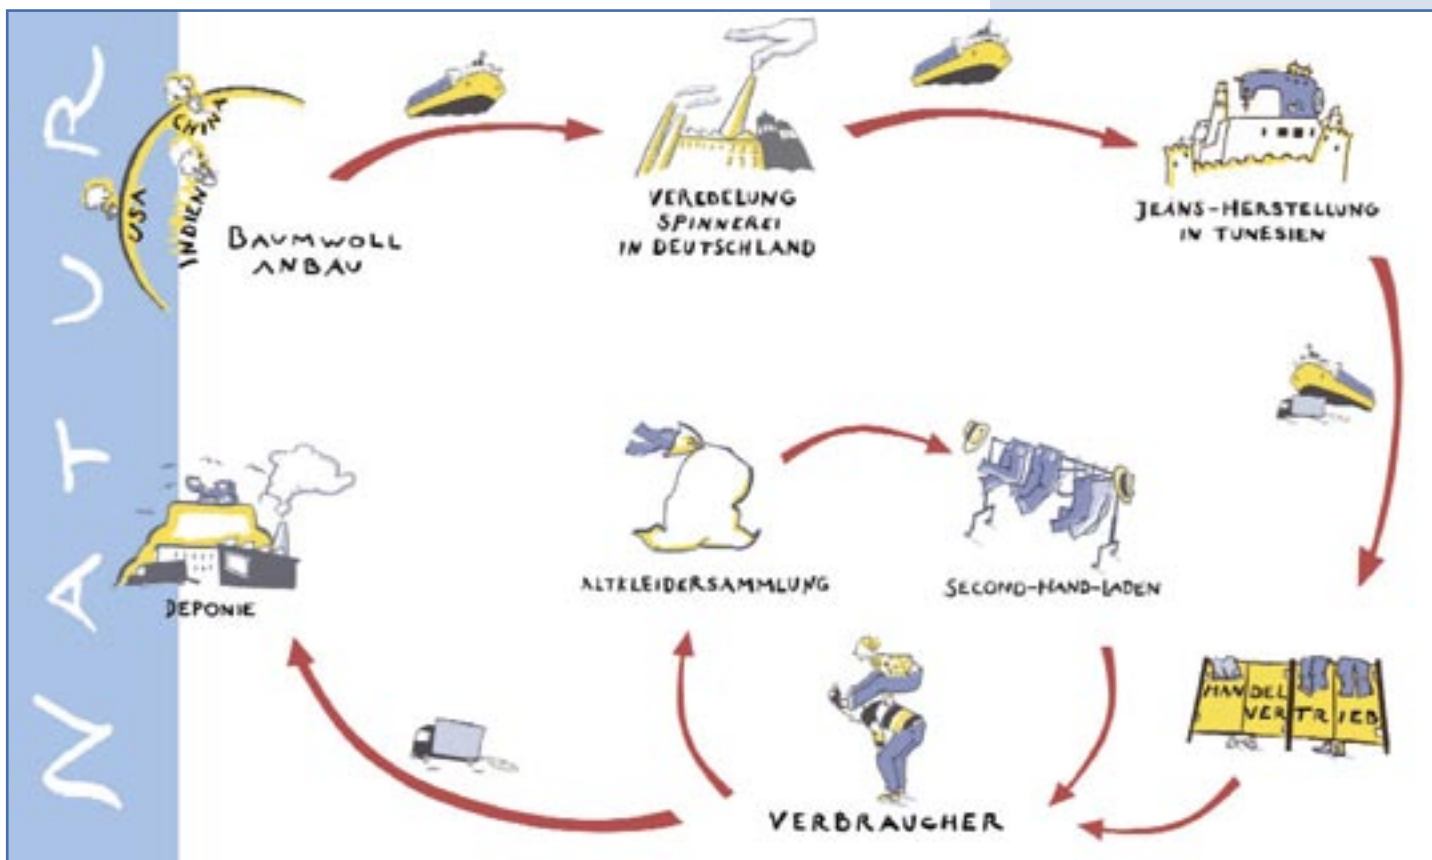 NATUR
CHINA
USA
INDIEN
BAUMWOLL
ANBAU
VEREDELUNG
SPINNEREI
IN DEUTSCHLAND
JEANS-HERSTELLUNG
IN TUNESIEN
DEPONIE
ALTKLEIDERSAMMLUNG
SECOND-HAND-LADEN
HANDEL
VERTRIEB
VERBRAUCHER